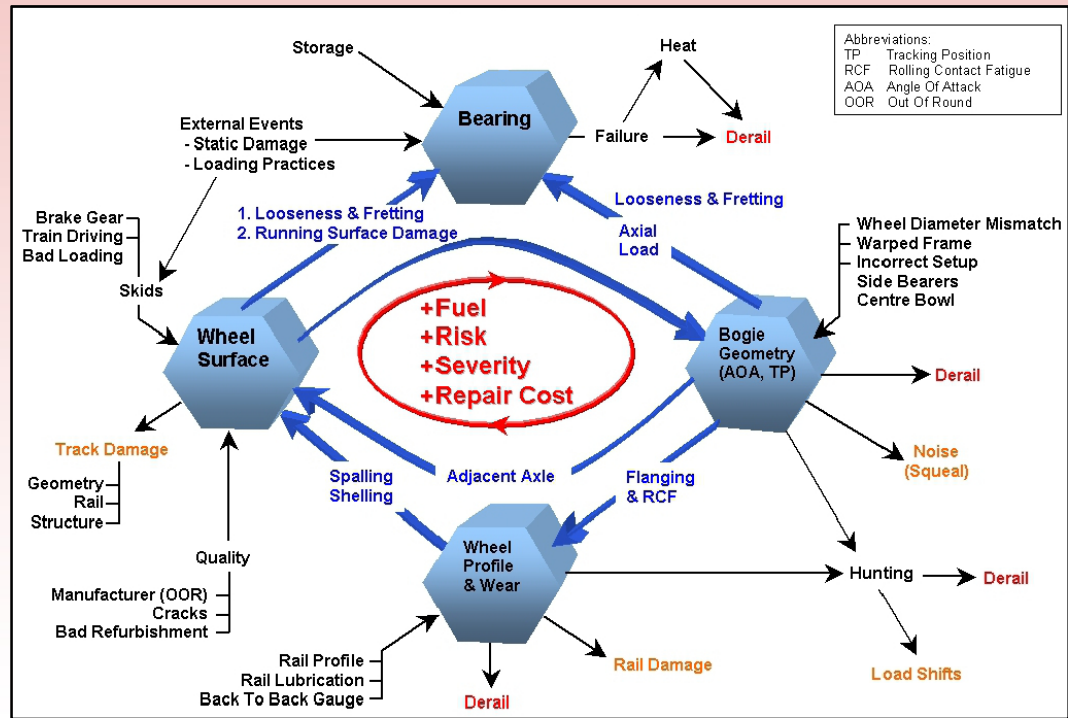 Abbreviations:
TP Tracking Position
RCF Rolling Contact Fatigue
AOA Angle Of Attack
OOR Out Of Round
Storage
Heat
Bearing
Failure
Derail
External Events
- Static Damage
- Loading Practices
Brake Gear
Train Driving
Bad Loading
Skids
1. Looseness & Fretting
2. Running Surface Damage
Looseness & Fretting
Axial
Load
Wheel Diameter Mismatch
Warped Frame
Incorrect Setup
Side Bearers
Centre Bowl
Wheel
Surface
+Fuel
+Risk
+Severity
+Repair Cost
Bogie
Geometry
(AOA, TP)
Derail
Noise
(Squeal)
Track Damage
Geometry
Rail
Structure
Spalling
Shelling
Adjacent Axle
Flanging
& RCF
Quality
Manufacturer (OOR)
Cracks
Bad Refurbishment
Wheel
Profile
& Wear
Hunting
Derail
Rail Profile
Rail Lubrication
Back To Back Gauge
Derail
Rail Damage
Load Shifts